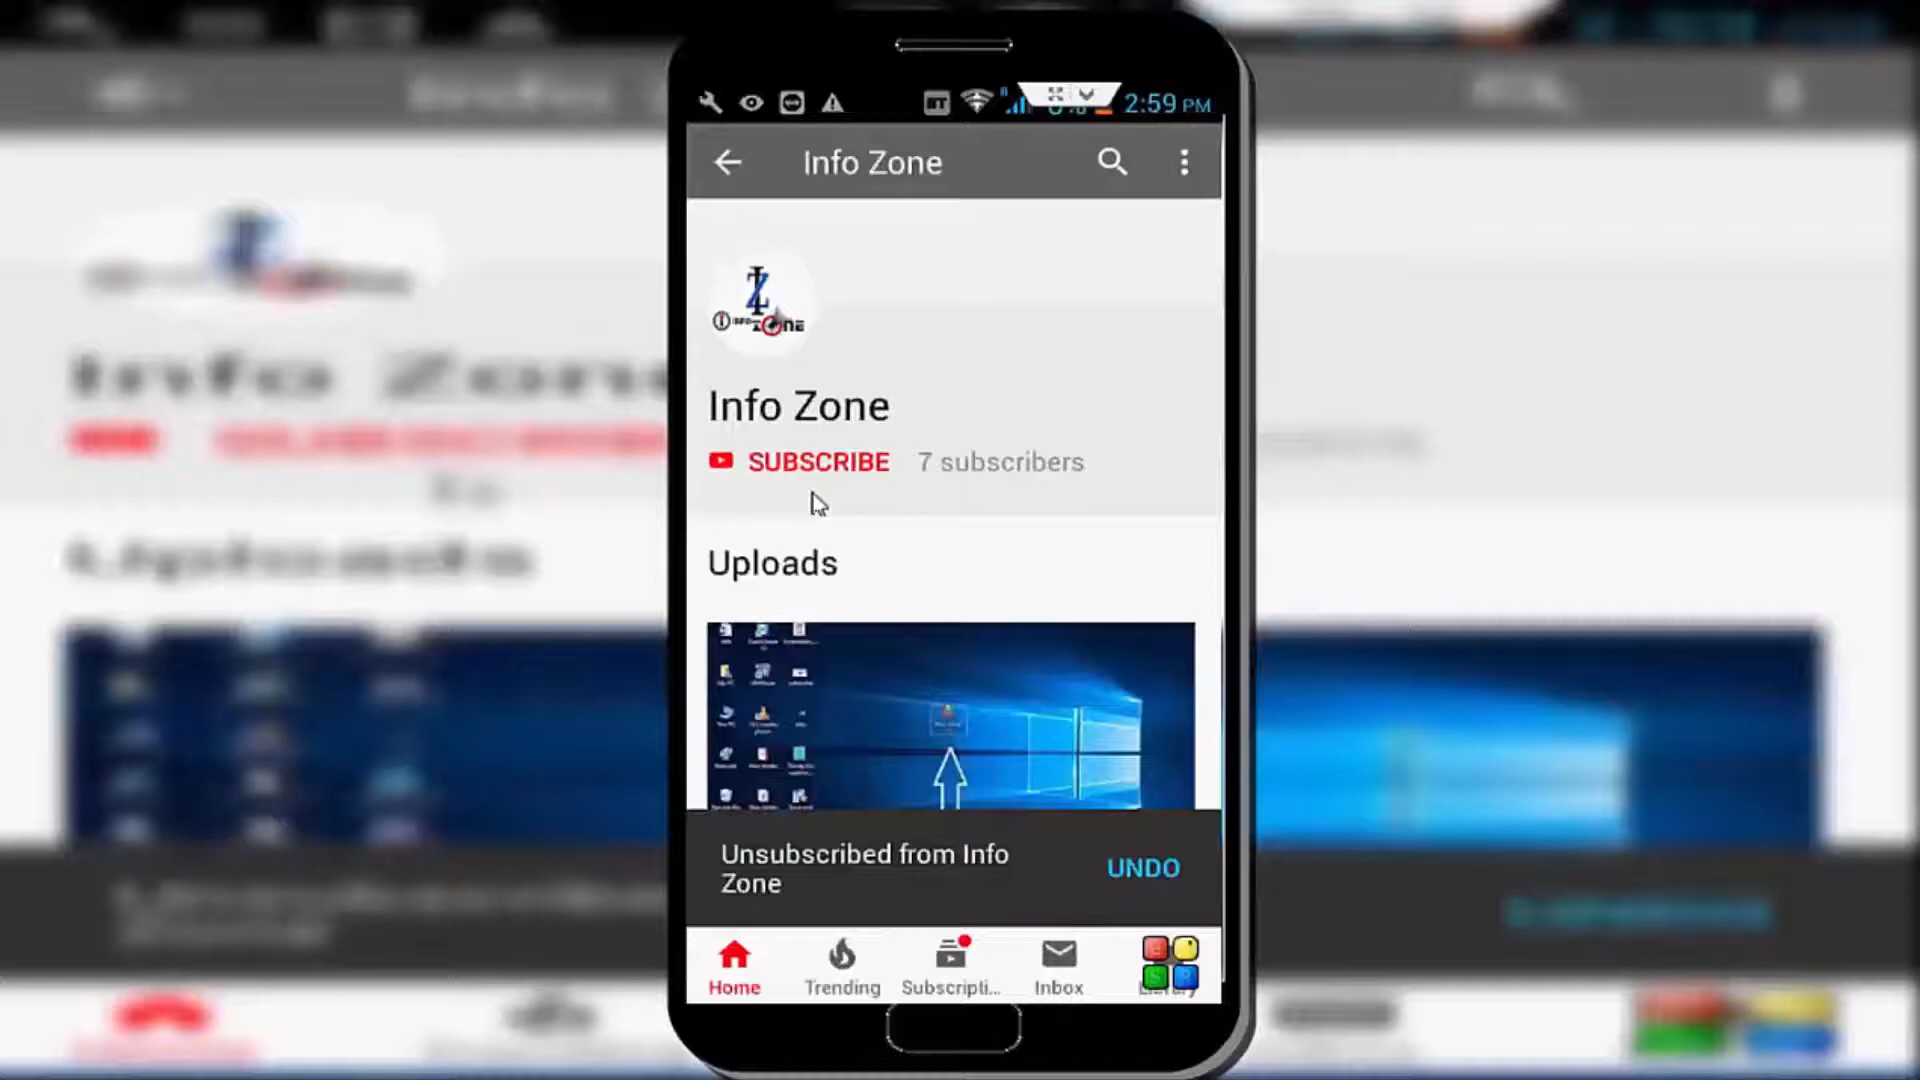 2:59 PM
Info Zone
Info Zone
SUBSCRIBE 7 subscribers
Uploads
Unsubscribed from Info
Zone
UNDO
Home Trending Subscripti... Inbox